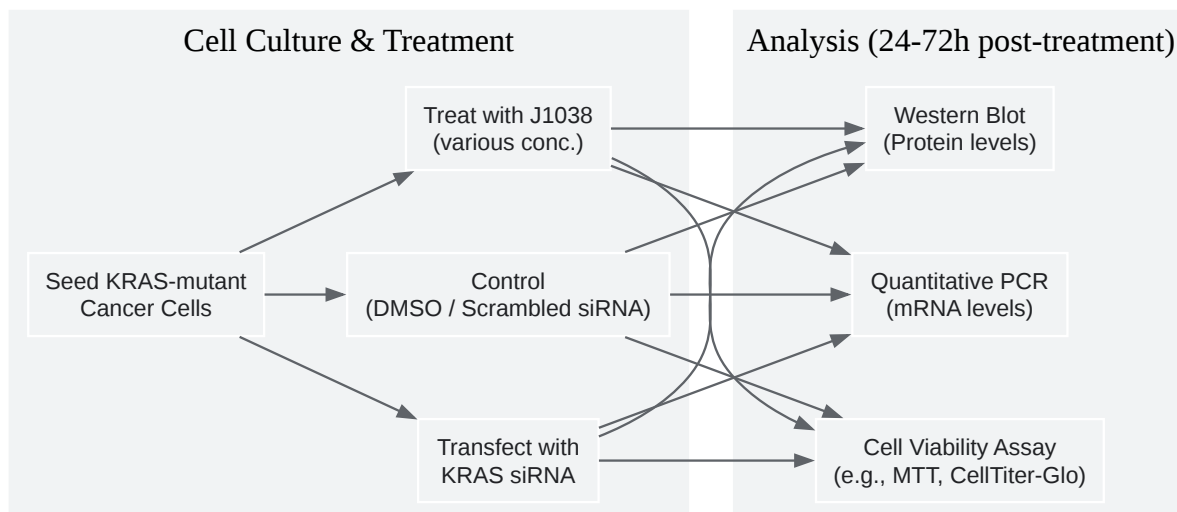 Cell Culture & Treatment
Analysis (24-72h post-treatment)
Treat with J1038
(various conc.)
Western Blot
(Protein levels)
Seed KRAS-mutant
Cancer Cells
Control
(DMSO / Scrambled siRNA)
Quantitative PCR
(mRNA levels)
Transfect with
KRAS siRNA
Cell Viability Assay
(e.g., MTT, CellTiter-Glo)